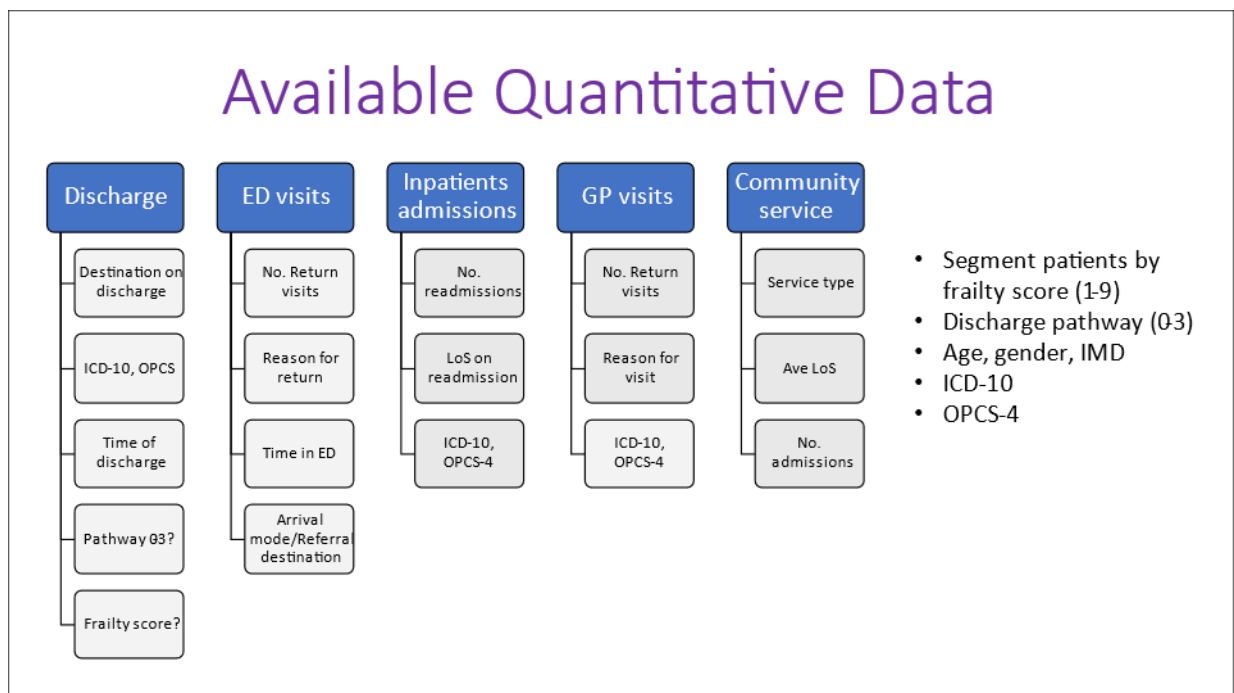 Available Quantitative Data
Discharge
Destination on
discharge
ICD-10, OPCS
Time of
discharge
Pathway 03?
Frailty score?
ED visits
No. Return
visits
Reason for
return
Time in ED
Arrival
mode/Referral
destination
Inpatients
admissions
No.
readmissions
LoS on
readmission
ICD-10,
OPCS-4
GP visits
No. Return
visits
Reason for
visit
ICD-10,
OPCS-4
Community
service
Service type
Ave LoS
No.
admissions
• Segment patients by
frailty score (1-9)
• Discharge pathway (0-3)
• Age, gender, IMD
• ICD-10
• OPCS-4